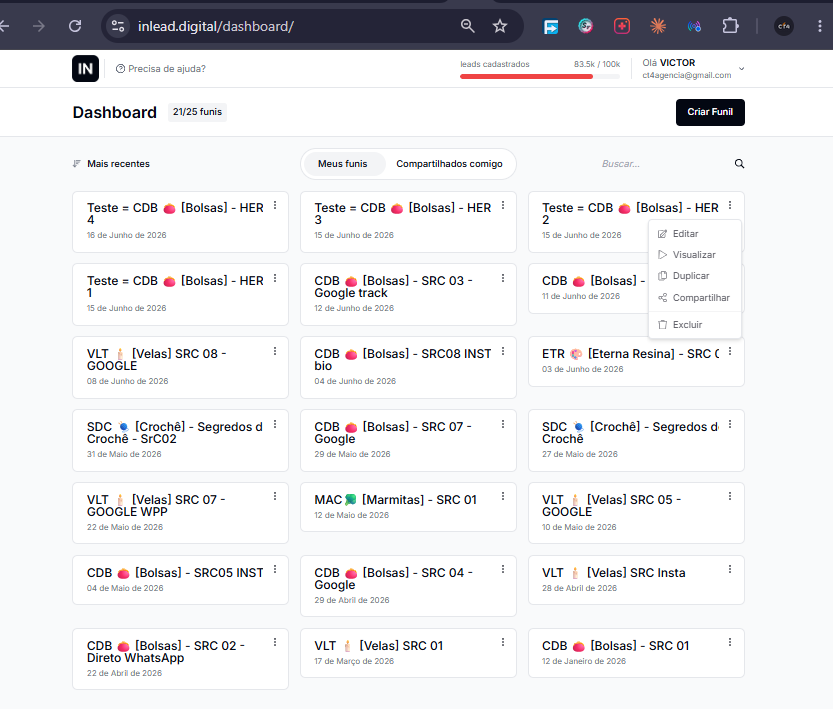 inlead.digital/dashboard/
CT4
IN
Precisa de ajuda?
leads cadastrados 83.5k / 100k
Olá VICTOR
ct4agencia@gmail.com
Dashboard 21/25 funis
Criar Funil
Mais recentes
Meus funis Compartilhados comigo
Buscar...
Teste = CDB [Bolsas] - HER
4
16 de Junho de 2026
Teste = CDB [Bolsas] - HER
3
15 de Junho de 2026
Teste = CDB [Bolsas] - HER
2
15 de Junho de 2026
Editar
Visualizar
Duplicar
Compartilhar
Excluir
Teste = CDB [Bolsas] - HER
1
15 de Junho de 2026
CDB [Bolsas] - SRC 03 -
Google track
12 de Junho de 2026
CDB [Bolsas] -
11 de Junho de 2026
VLT [Velas] SRC 08 -
GOOGLE
08 de Junho de 2026
CDB [Bolsas] - SRC08 INST
bio
04 de Junho de 2026
ETR [Eterna Resina] - SRC
03 de Junho de 2026
SDC [Crochê] - Segredos d
Crochê - SrC02
31 de Maio de 2026
CDB [Bolsas] - SRC 07 -
Google
29 de Maio de 2026
SDC [Crochê] - Segredos d
Crochê
27 de Maio de 2026
VLT [Velas] SRC 07 -
GOOGLE WPP
22 de Maio de 2026
MAC [Marmitas] - SRC 01
12 de Maio de 2026
VLT [Velas] SRC 05 -
GOOGLE
10 de Maio de 2026
CDB [Bolsas] - SRC05 INST
04 de Maio de 2026
CDB [Bolsas] - SRC 04 -
Google
29 de Abril de 2026
VLT [Velas] SRC Insta
28 de Abril de 2026
CDB [Bolsas] - SRC 02 -
Direto WhatsApp
22 de Abril de 2026
VLT [Velas] SRC 01
17 de Março de 2026
CDB [Bolsas] - SRC 01
12 de Janeiro de 2026